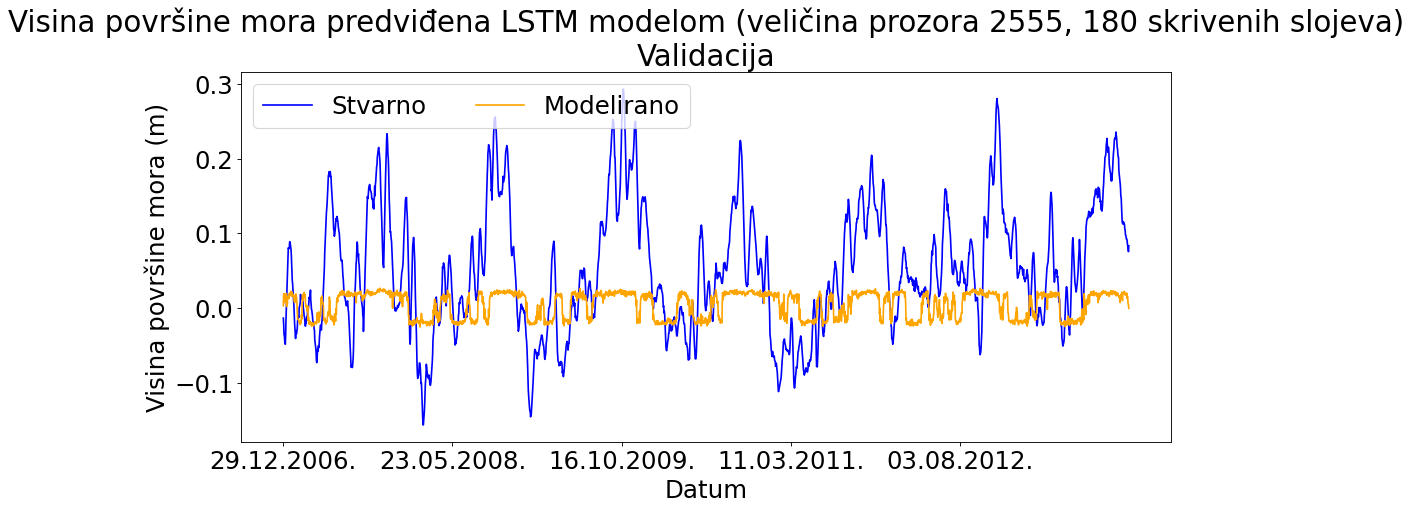 Visina površine mora predviđena LSTM modelom (veličina prozora 2555, 180 skrivenih slojeva)
Validacija
Stvarno Modelirano
Visina površine mora (m)
0.3
0.2
0.1
0.0
−0.1
29.12.2006. 23.05.2008. 16.10.2009. 11.03.2011. 03.08.2012.
Datum